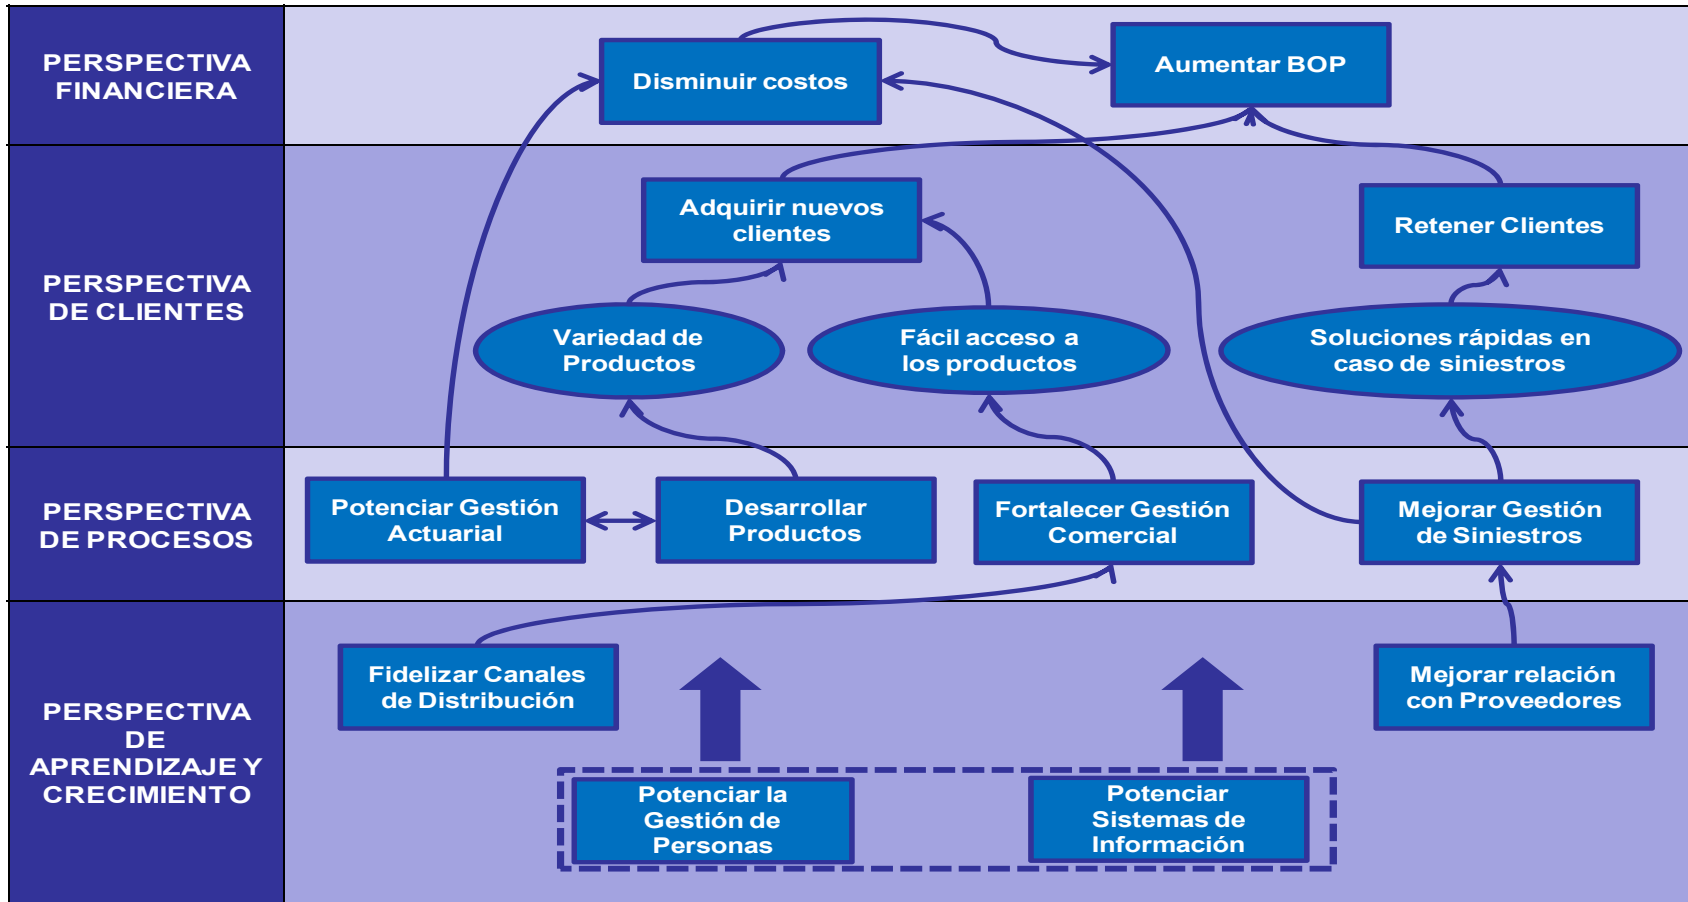 PERSPECTIVA
FINANCIERA
Disminuir costos
Aumentar BOP
PERSPECTIVA
DE CLIENTES
Adquirir nuevos
clientes
Retener Clientes
Variedad de
Productos
Fácil acceso a
los productos
Soluciones rápidas en
caso de siniestros
PERSPECTIVA
DE PROCESOS
Potenciar Gestión
Actuarial
Desarrollar
Productos
Fortalecer Gestión
Comercial
Mejorar Gestión
de Siniestros
PERSPECTIVA
DE
APRENDIZAJE Y
CRECIMIENTO
Fidelizar Canales
de Distribución
Mejorar relación
con Proveedores
Potenciar la
Gestión de
Personas
Potenciar
Sistemas de
Información